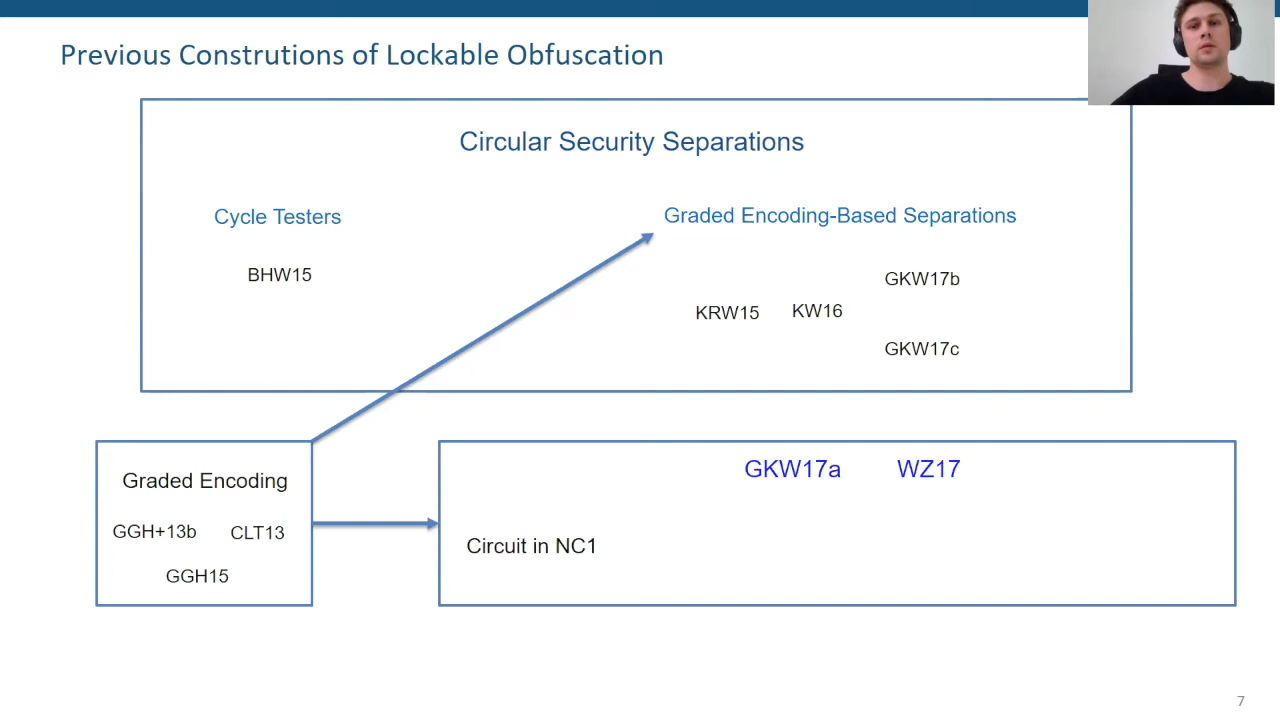 Previous Construtions of Lockable Obfuscation
Circular Security Separations
Cycle Testers
Graded Encoding-Based Separations
BHW15
GKW17b
KRW15
KW16
GKW17c
Graded Encoding
GGH+13b
CLT13
GGH15
GKW17a
WZ17
Circuit in NC1
7